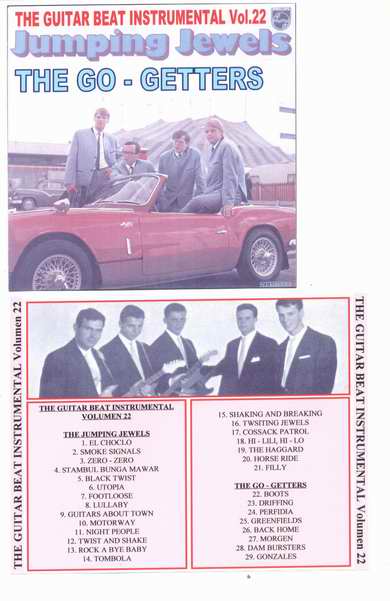 THE GUITAR BEAT INSTRUMENTAL Vol.22
Jumping Jewels
THE GO - GETTERS
THE GUITAR BEAT INSTRUMENTAL Volumen 22
THE GUITAR BEAT INSTRUMENTAL
VOLUMEN 22
THE JUMPING JEWELS
1. EL CHOCLO
2. SMOKE SIGNALS
3. ZERO - ZERO
4. STAMBUL BUNGA MAWAR
5. BLACK TWIST
6. UTOPIA
7. FOOTLOOSE
8. LULLABY
9. GUITARS ABOUT TOWN
10. MOTORWAY
11. NIGHT PEOPLE
12. TWIST AND SHAKE
13. ROCK A BYE BABY
14. TOMBOLA
15. SHAKING AND BREAKING
16. TWSITING JEWELS
17. COSSACK PATROL
18. HI - LILI, HI - LO
19. THE HAGGARD
20. HORSE RIDE
21. FILLY
THE GO - GETTERS
22. BOOTS
23. DRIFFING
24. PERFIDIA
25. GREENFIELDS
26. BACK HOME
27. MORGEN
28. DAM BURSTERS
29. GONZALES
THE GUITAR BEAT INSTRUMENTAL Volumen 22